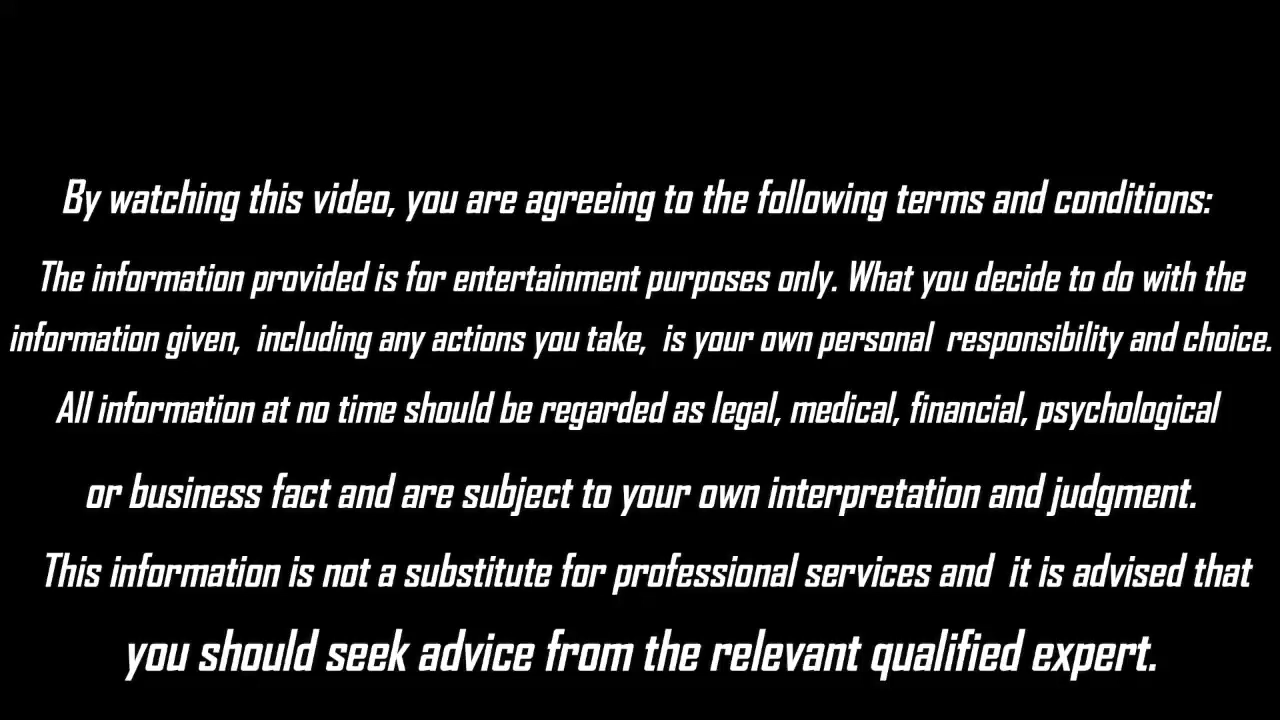 By watching this video, you are agreeing to the following terms and conditions:
The information provided is for entertainment purposes only. What you decide to do with the
information given, including any actions you take, is your own personal responsibility and choice.
All information at no time should be regarded as legal, medical, financial, psychological
or business fact and are subject to your own interpretation and judgment.
This information is not a substitute for professional services and it is advised that
you should seek advice from the relevant qualified expert.